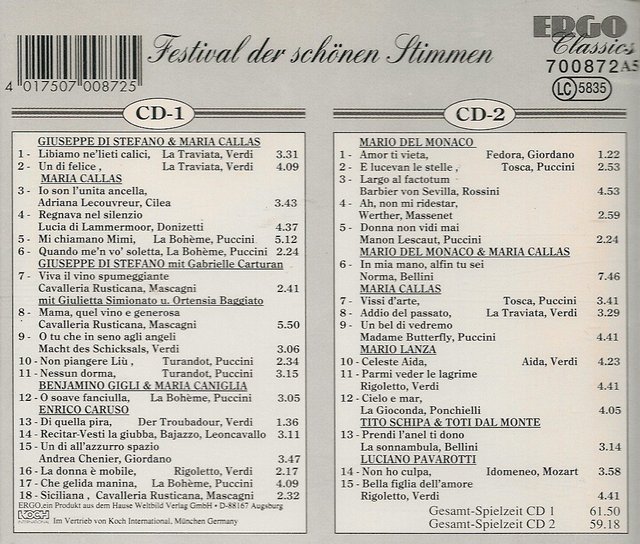 Festival der schönen Stimmen
ERGO
Classics
700872 A5
LC 5835
4 017507 008725
CD-1
GIUSEPPE DI STEFANO & MARIA CALLAS
1 - Libiamo ne'lieti calici, La Traviata, Verdi 3.31
2 - Un di felice , La Traviata, Verdi 4.09
MARIA CALLAS
3 - Io son l'unita ancella,
Adriana Lecouvreur, Cilea 3.43
4 - Regnava nel silenzio
Lucia di Lammermoor, Donizetti 4.37
5 - Mi chiamano Mimi, La Bohème, Puccini 5.12
6 - Quando me'n vo' soletta, La Bohème, Puccini 2.24
GIUSEPPE DI STEFANO mit Gabrielle Carturan
7 - Viva il vino spumeggiante
Cavalleria Rusticana, Mascagni 2.41
mit Giulietta Simionato u. Ortensia Baggiato
8 - Mama, quel vino e generosa
Cavalleria Rusticana, Mascagni 5.50
9 - O tu che in seno agli angeli
Macht des Schicksals, Verdi 3.06
10 - Non piangere Liù , Turandot, Puccini 2.34
11 - Nessun dorma, Turandot, Puccini 3.15
BENJAMINO GIGLI & MARIA CANIGLIA
12 - O soave fanciulla, La Bohème, Puccini 3.05
ENRICO CARUSO
13 - Di quella pira, Der Troubadour, Verdi 1.36
14 - Recitar-Vesti la giubba, Bajazzo, Leoncavallo 3.11
15 - Un di all'azzurro spazio
Andrea Chenier, Giordano 3.47
16 - La donna è mobile, Rigoletto, Verdi 2.17
17 - Che gelida manina, La Bohème, Puccini 4.09
18 - Siciliana , Cavalleria Rusticana, Mascagni 2.32
ERGO,ein Produkt aus dem Hause Weltbild Verlag GmbH • D-88167 Augsburg
KOCH INTERNATIONAL Im Vertrieb von Koch International, München Germany
CD-2
MARIO DEL MONACO
1 - Amor ti vieta, Fedora, Giordano 1.22
2 - E lucevan le stelle , Tosca, Puccini 2.53
3 - Largo al factotum
Barbier von Sevilla, Rossini 4.53
4 - Ah, non mi ridestar,
Werther, Massenet 2.59
5 - Donna non vidi mai
Manon Lescaut, Puccini 2.24
MARIO DEL MONACO & MARIA CALLAS
6 - In mia mano, alfin tu sei
Norma, Bellini 7.46
MARIA CALLAS
7 - Vissi d'arte, Tosca, Puccini 3.41
8 - Addio del passato, La Traviata, Verdi 3.29
9 - Un bel di vedremo
Madame Butterfly, Puccini 4.41
MARIO LANZA
10 - Celeste Aida, Aida, Verdi 4.23
11 - Parmi veder le lagrime
Rigoletto, Verdi 4.41
12 - Cielo e mar,
La Gioconda, Ponchielli 4.05
TITO SCHIPA & TOTI DAL MONTE
13 - Prendi l'anel ti dono
La sonnambula, Bellini 3.14
LUCIANO PAVAROTTI
14 - Non ho culpa, Idomeneo, Mozart 3.58
15 - Bella figlia dell'amore
Rigoletto, Verdi 4.41
Gesamt-Spielzeit CD 1 61.50
Gesamt-Spielzeit CD 2 59.18